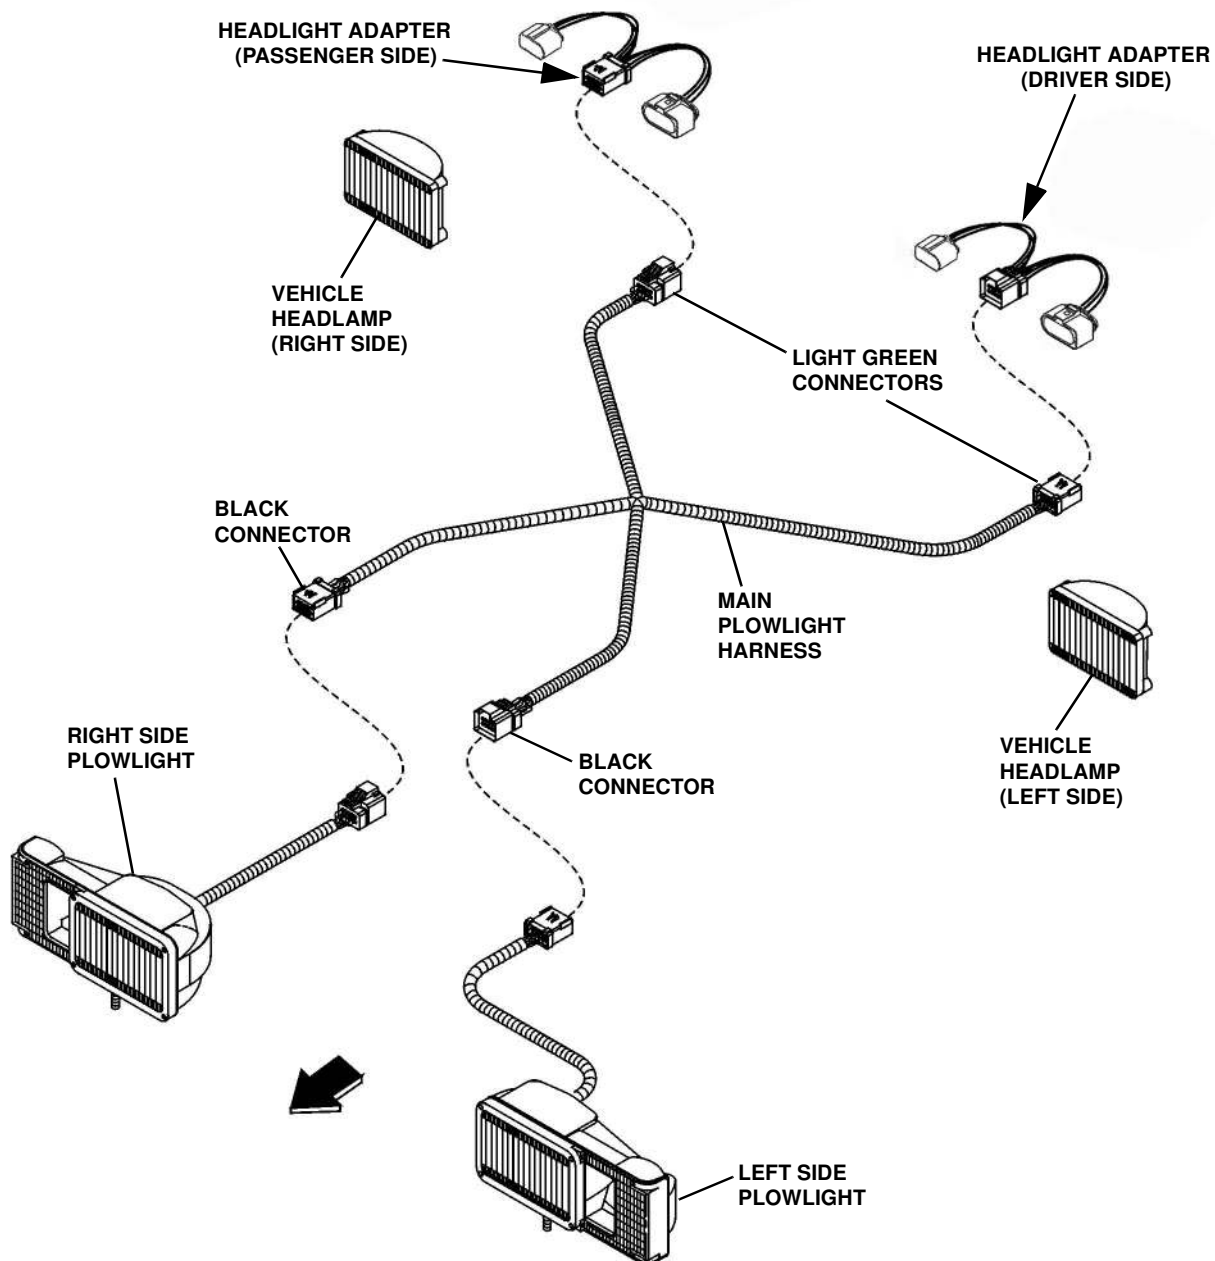 HEADLIGHT ADAPTER
(PASSENGER SIDE)
HEADLIGHT ADAPTER
(DRIVER SIDE)
VEHICLE
HEADLAMP
(RIGHT SIDE)
LIGHT GREEN
CONNECTORS
BLACK
CONNECTOR
MAIN
PLOWLIGHT
HARNESS
RIGHT SIDE
PLOWLIGHT
BLACK
CONNECTOR
VEHICLE
HEADLAMP
(LEFT SIDE)
LEFT SIDE
PLOWLIGHT